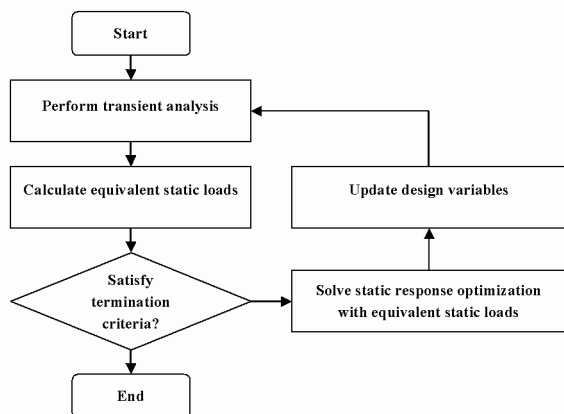 Start
Perform transient analysis
Calculate equivalent static loads
Update design variables
Satisfy
termination
criteria?
Solve static response optimization
with equivalent static loads
End